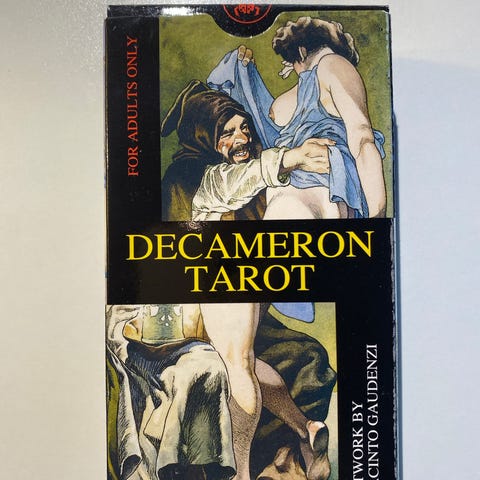 FOR ADULTS ONLY
DECAMERON
TAROT
TWORK BY
CINTO GAUDENZI